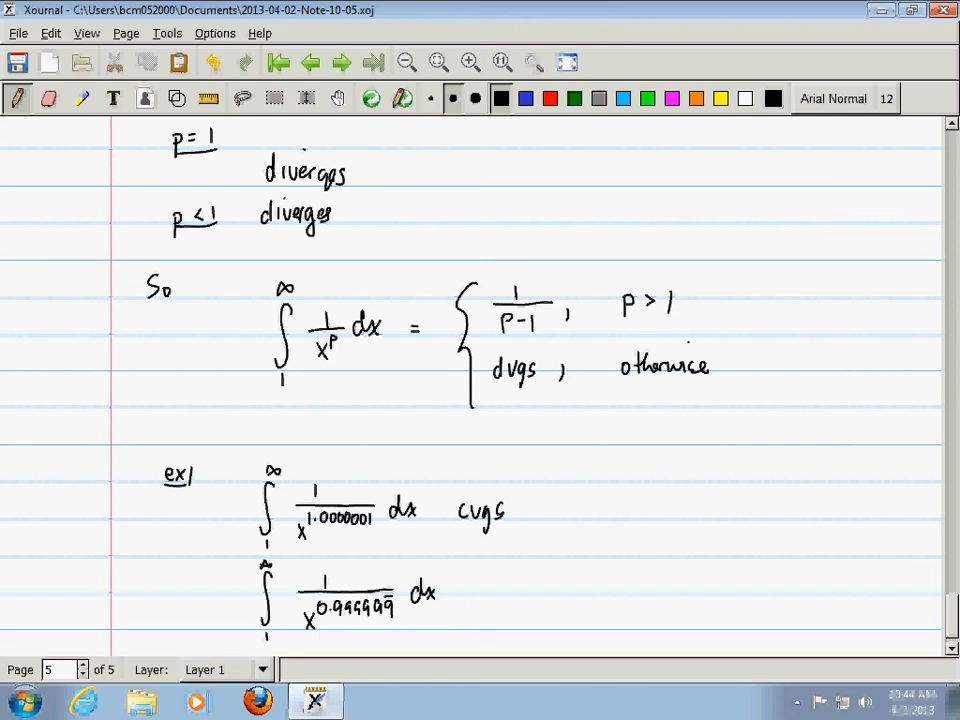 Journal - C:\Users\bcm052000\Documents\2013-04-02-Note-10-05.xoj
File Edit View Page Tools Options Help
T Arial Normal 12
p = 1
diverges
p < 1 diverges
So ∫₁^∞ 1/x^p dx = { 1/(p-1) , p > 1
dvgs , otherwise
ex1 ∫₁^∞ 1/x^1.0000001 dx cvgs
∫₁^∞ 1/x^0.999999 dx
Page 5 of 5 Layer: Layer 1
10:44 AM
4/2/2013